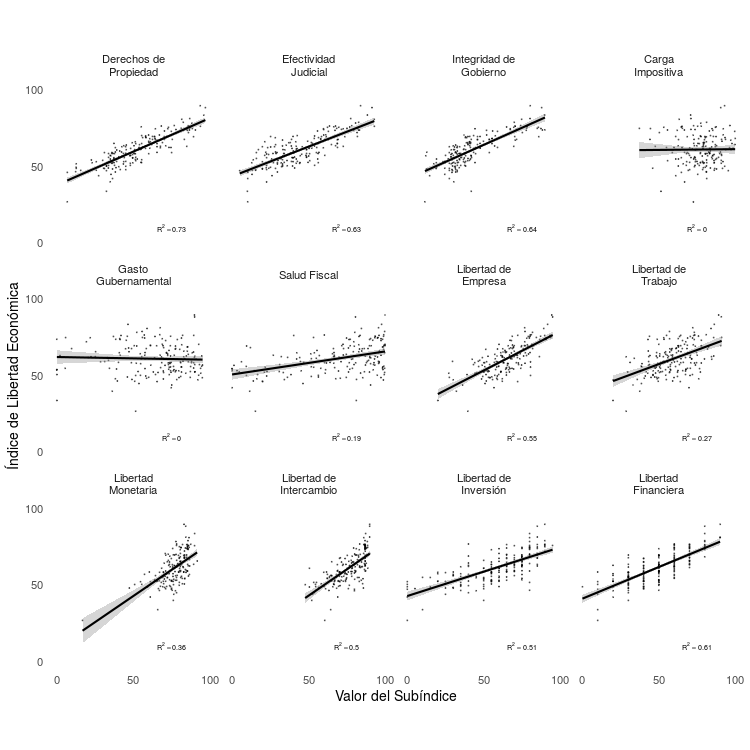 Derechos de
Propiedad
Efectividad
Judicial
Integridad de
Gobierno
Carga
Impositiva
100
50
0
R² = 0.73
R² = 0.63
R² = 0.64
R² = 0
Gasto
Gubernamental
Salud Fiscal
Libertad de
Empresa
Libertad de
Trabajo
100
50
0
R² = 0
R² = 0.19
R² = 0.55
R² = 0.27
Libertad
Monetaria
Libertad de
Intercambio
Libertad de
Inversión
Libertad
Financiera
100
50
0
R² = 0.36
R² = 0.5
R² = 0.51
R² = 0.61
0 50 100
0 50 100
0 50 100
0 50 100
Índice de Libertad Económica
Valor del Subíndice